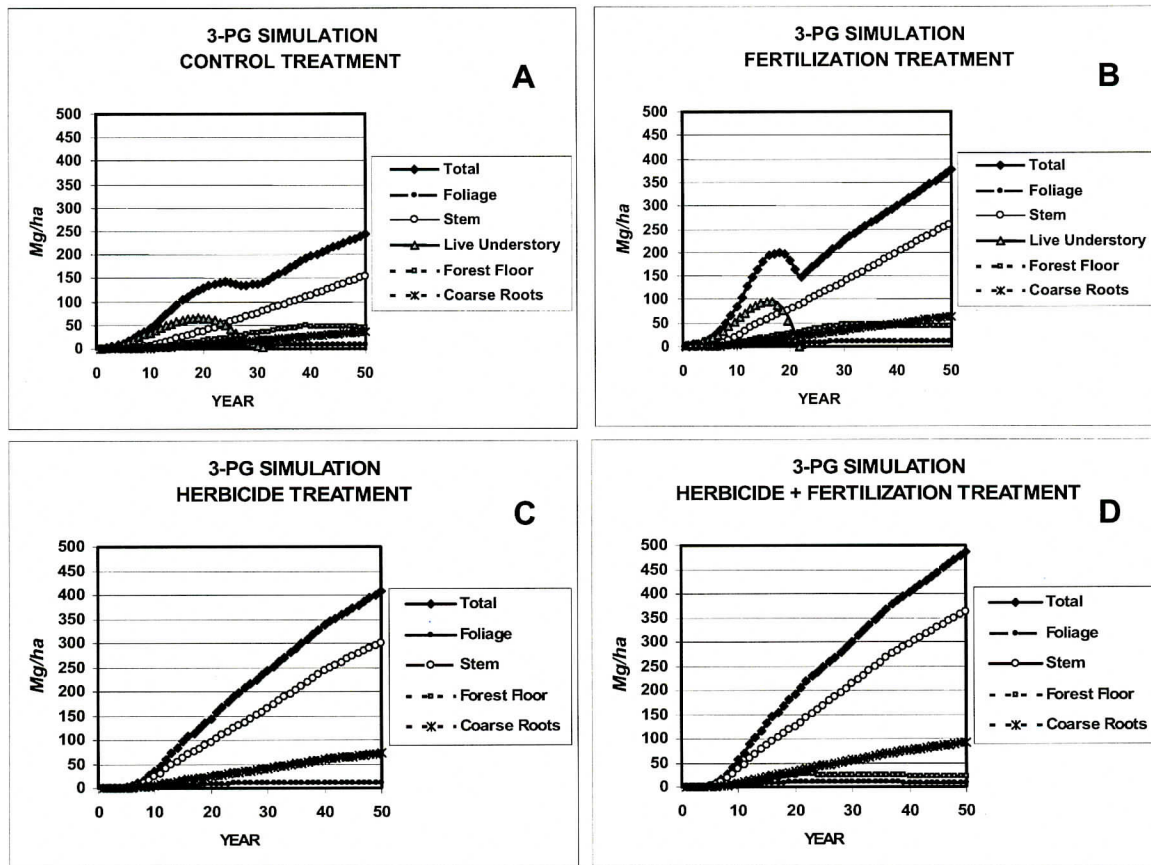 3-PG SIMULATION
CONTROL TREATMENT
A
500
450
400
350
300
250
200
150
100
50
0
Mg/ha
0 10 20 30 40 50
YEAR
Total
Foliage
Stem
Live Understory
Forest Floor
Coarse Roots
3-PG SIMULATION
FERTILIZATION TREATMENT
B
500
450
400
350
300
250
200
150
100
50
0
Mg/ha
0 10 20 30 40 50
YEAR
Total
Foliage
Stem
Live Understory
Forest Floor
Coarse Roots
3-PG SIMULATION
HERBICIDE TREATMENT
C
500
450
400
350
300
250
200
150
100
50
0
Mg/ha
0 10 20 30 40 50
YEAR
Total
Foliage
Stem
Forest Floor
Coarse Roots
3-PG SIMULATION
HERBICIDE + FERTILIZATION TREATMENT
D
500
450
400
350
300
250
200
150
100
50
0
Mg/ha
0 10 20 30 40 50
YEAR
Total
Foliage
Stem
Forest Floor
Coarse Roots